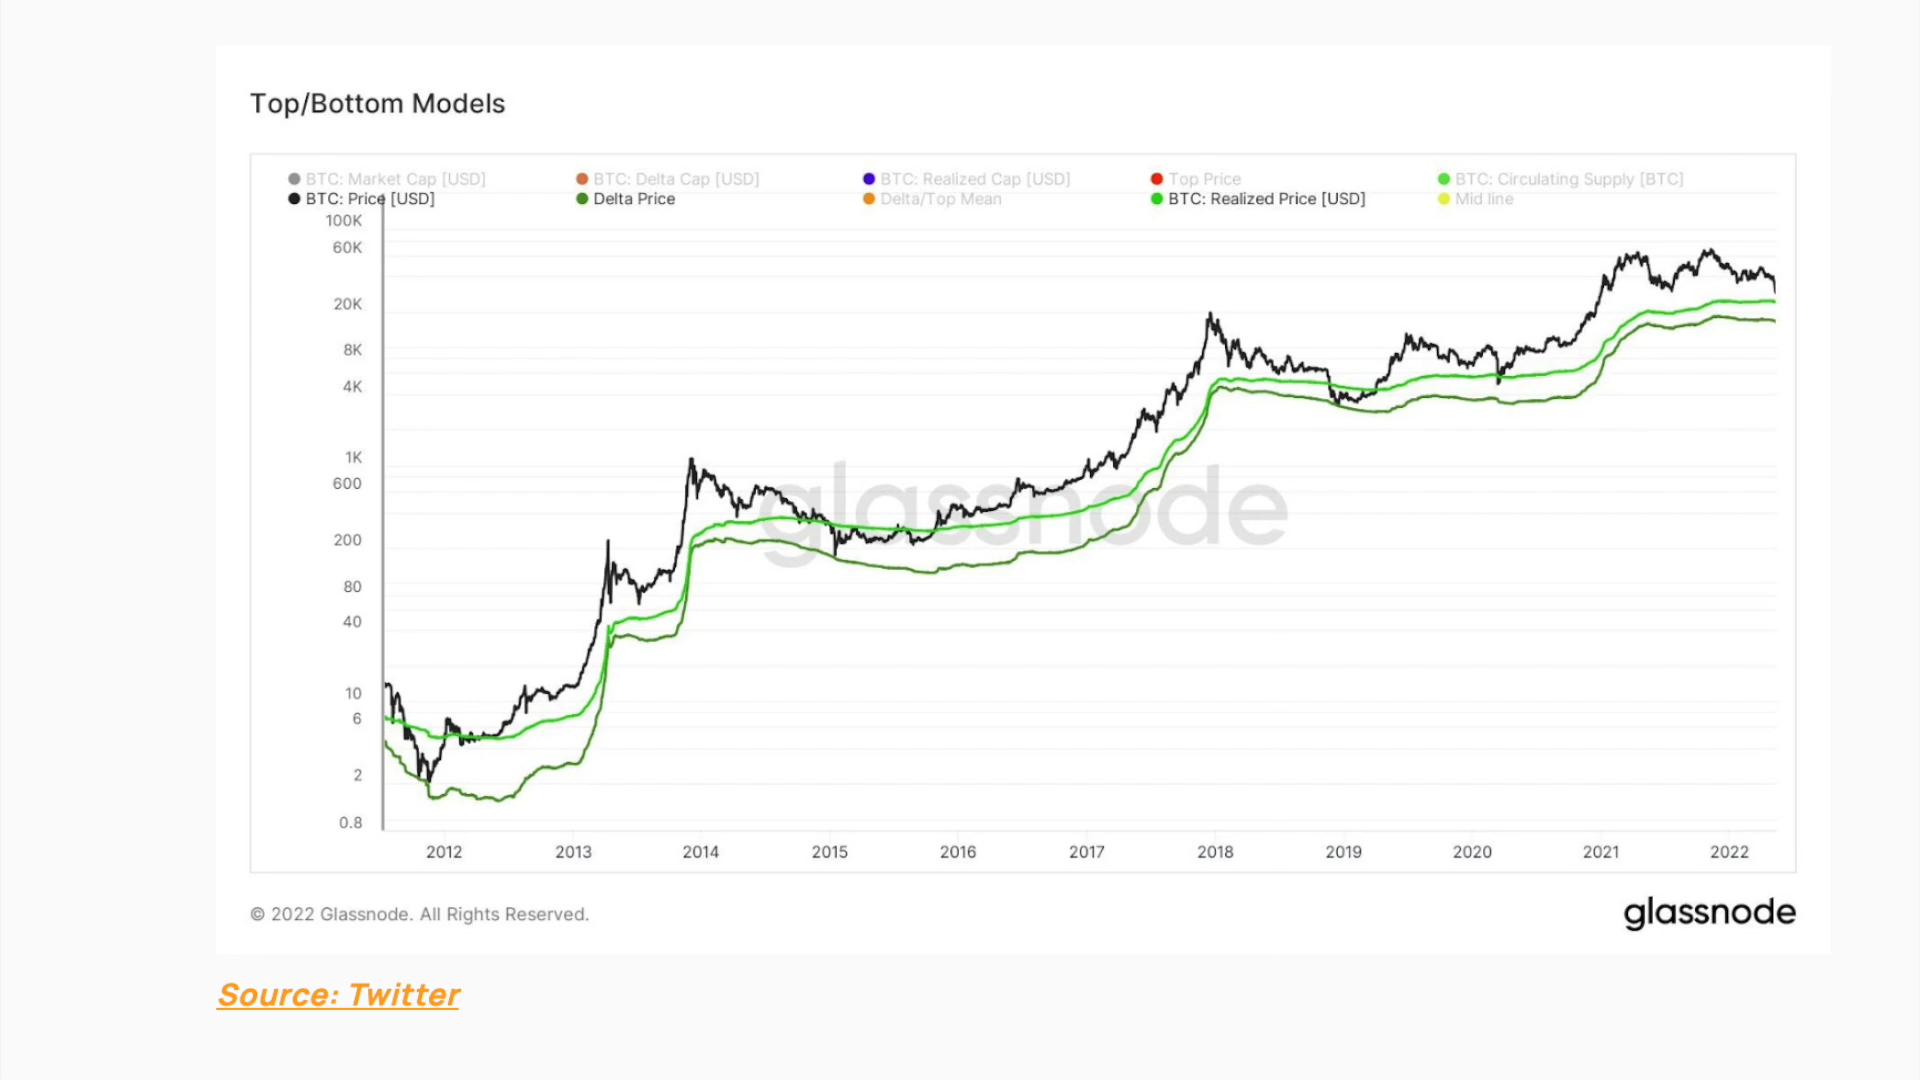 Top/Bottom Models
BTC: Market Cap [USD] BTC: Delta Cap [USD] BTC: Realized Cap [USD] Top Price BTC: Circulating Supply [BTC]
BTC: Price [USD] Delta Price Delta/Top Mean BTC: Realized Price [USD] Mid line
100K
60K
20K
8K
4K
1K
600
200
80
40
10
6
2
0.8
glassnode
2012 2013 2014 2015 2016 2017 2018 2019 2020 2021 2022
© 2022 Glassnode. All Rights Reserved.
glassnode
Source: Twitter